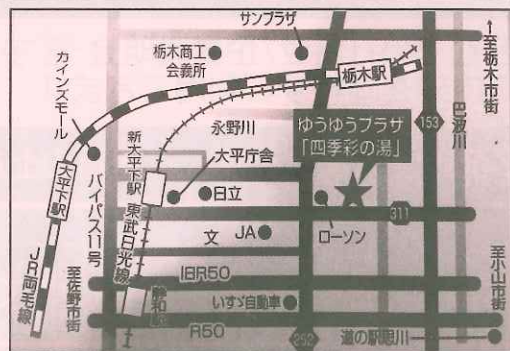 サンプラザ
栃木商工
会議所
至栃木市街
カインズモール
栃木駅
永野川
ゆうゆうプラザ
「四季彩の湯」
153
巴波川
新大平下駅
大平庁舎
大平下駅
バイパス11号
東武日光線
日立
ローソン
311
文
JA
JR両毛線
至佐野市街
旧R50
至小山市街
静和駅
いすゞ自動車
R50
252
道の駅思川